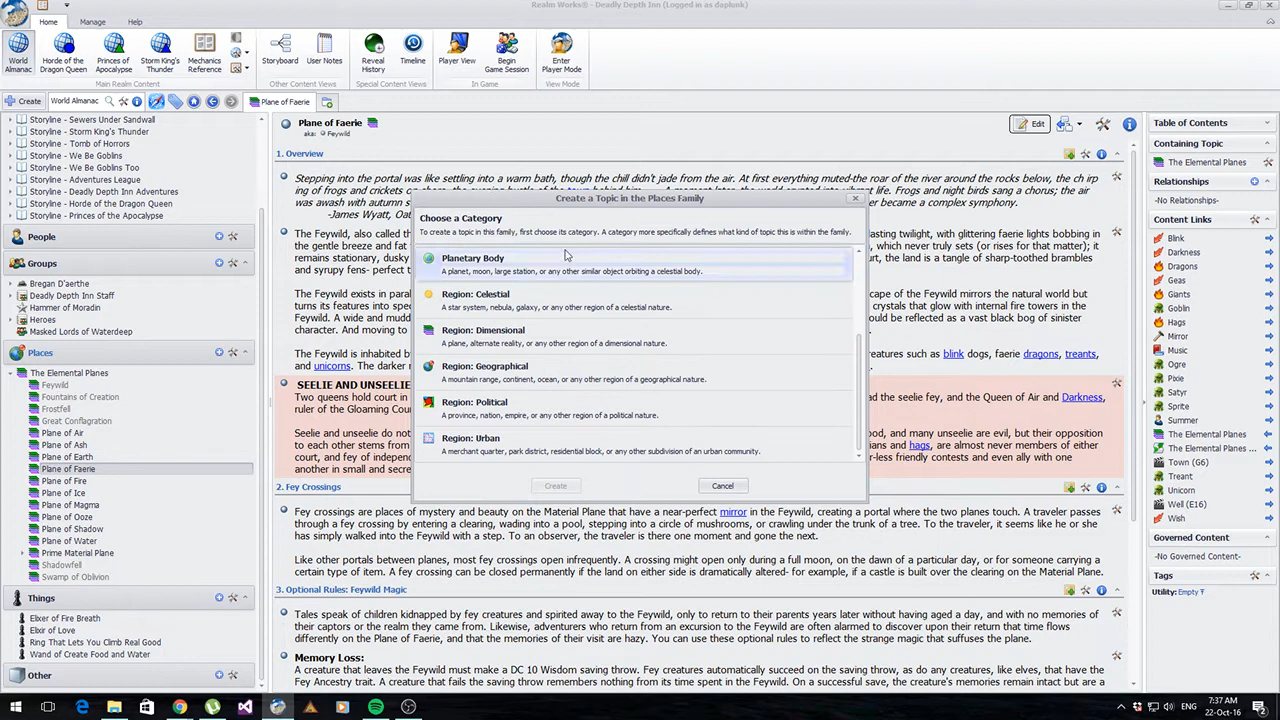 Realm Works® - Deadly Depth Inn (Logged in as daplunk)
Home Manage Help
World Almanac
Horde of the Dragon Queen
Princes of Apocalypse
Storm King's Thunder
Mechanics Reference
Storyboard
User Notes
Reveal History
Timeline
Player View
Begin Game Session
Enter Player Mode
Main Realm Content
Other Content Views
Special Content Views
In Game
View Mode
Create
World Almanac
Plane of Faerie
Storyline - Sewers Under Sandwall
Storyline - Storm King's Thunder
Storyline - Tomb of Horrors
Storyline - We Be Goblins
Storyline - We Be Goblins Too
Storyline - Adventures League
Storyline - Deadly Depth Inn Adventures
Storyline - Horde of the Dragon Queen
Storyline - Princes of the Apocalypse
People
Groups
Bregan D'aerthe
Deadly Depth Inn Staff
Hammer of Moradin
Heroes
Masked Lords of Waterdeep
Places
The Elemental Planes
Feywild
Fountains of Creation
Frostfell
Great Conflagration
Plane of Air
Plane of Ash
Plane of Earth
Plane of Faerie
Plane of Fire
Plane of Ice
Plane of Magma
Plane of Ooze
Plane of Shadow
Plane of Water
Prime Material Plane
Shadowfell
Swamp of Oblivion
Things
Elixer of Fire Breath
Elixir of Love
Ring That Lets You Climb Real Good
Wand of Create Food and Water
Other
Plane of Faerie
aka: Feywild
Edit
1. Overview
Stepping into the portal was like settling into a warm bath, though the chill didn't fade from the air. At first everything muted-the roar of the river around the rocks below, the ch irp
ing of frogs and crickets
became a complex symphony.
-James Wyatt, Oat
The Feywild, also called th
the gentle breeze and fat
remains stationary, dusky
and syrupy fens- perfect t
lasting twilight, with glittering faerie lights bobbing in
which never truly sets (or rises for that matter); it
, the land is a tangle of sharp-toothed brambles
The Feywild exists in paral
turns its features into spec
Feywild. A wide and mudd
character. And moving to
cape of the Feywild mirrors the natural world but
crystals that glow with internal fire towers in the
ould be reflected as a vast black bog of sinister
The Feywild is inhabited b
and unicorns. The darker r
eatures such as blink dogs, faerie dragons, treants,
SEELIE AND UNSEELIE
Two queens hold court in
ruler of the Gloaming Cou
d the seelie fey, and the Queen of Air and Darkness,
Seelie and unseelie do not
court, and fey of indepen
another in small and secre
ood, and many unseelie are evil, but their opposition
ians and hags, are almost never members of either
er-less friendly contests and even ally with one
Create a Topic in the Places Family
Choose a Category
To create a topic in this family, first choose its category. A category more specifically defines what kind of topic this is within the family.
Planetary Body
A planet, moon, large station, or any other similar object orbiting a celestial body.
Region: Celestial
A star system, nebula, galaxy, or any other region of a celestial nature.
Region: Dimensional
A plane, alternate reality, or any other region of a dimensional nature.
Region: Geographical
A mountain range, continent, ocean, or any other region of a geographical nature.
Region: Political
A province, nation, empire, or any other region of a political nature.
Region: Urban
A merchant quarter, park district, residential block, or any other subdivision of an urban community.
Create
Cancel
2. Fey Crossings
Fey crossings are places of mystery and beauty on the Material Plane that have a near-perfect mirror in the Feywild, creating a portal where the two planes touch. A traveler passes
through a fey crossing by entering a clearing, wading into a pool, stepping into a circle of mushrooms, or crawling under the trunk of a tree. To the traveler, it seems like he or she
has simply walked into the Feywild with a step. To an observer, the traveler is there one moment and gone the next.
Like other portals between planes, most fey crossings open infrequently. A crossing might open only during a full moon, on the dawn of a particular day, or for someone carrying a
certain type of item. A fey crossing can be closed permanently if the land on either side is dramatically altered- for example, if a castle is built over the clearing on the Material Plane.
3. Optional Rules: Feywild Magic
Tales speak of children kidnapped by fey creatures and spirited away to the Feywild, only to return to their parents years later without having aged a day, and with no memories of
their captors or the realm they came from. Likewise, adventurers who return from an excursion to the Feywild are often alarmed to discover upon their return that time flows
differently on the Plane of Faerie, and that the memories of their visit are hazy. You can use these optional rules to reflect the strange magic that suffuses the plane.
Memory Loss:
A creature that leaves the Feywild must make a DC 10 Wisdom saving throw. Fey creatures automatically succeed on the saving throw, as do any creatures, like elves, that have the
Fey Ancestry trait. A creature that fails the saving throw remembers nothing from its time spent in the Feywild. On a successful save, the creature's memories remain intact but are a
Table of Contents
Containing Topic
The Elemental Planes
Relationships
-No Relationships-
Content Links
Blink
Darkness
Dragons
Geas
Giants
Goblin
Hags
Mirror
Music
Ogre
Pixie
Satyr
Sprite
Summer
The Elemental Planes
The Elemental Planes ...
Town (G6)
Treant
Unicorn
Well (E16)
Wish
Governed Content
-No Governed Content-
Tags
Utility: Empty
7:37 AM
22-Oct-16
2